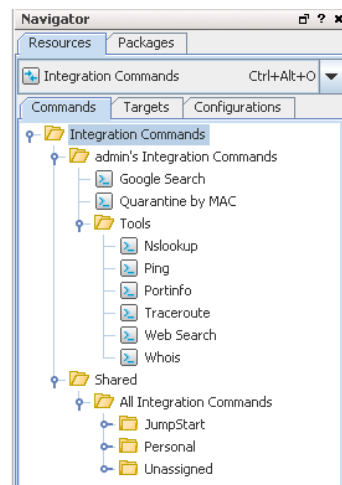 Navigator ? x
Resources Packages
Integration Commands Ctrl+Alt+O
Commands Targets Configurations
Integration Commands
admin's Integration Commands
Google Search
Quarantine by MAC
Tools
Nslookup
Ping
Portinfo
Traceroute
Web Search
Whois
Shared
All Integration Commands
JumpStart
Personal
Unassigned